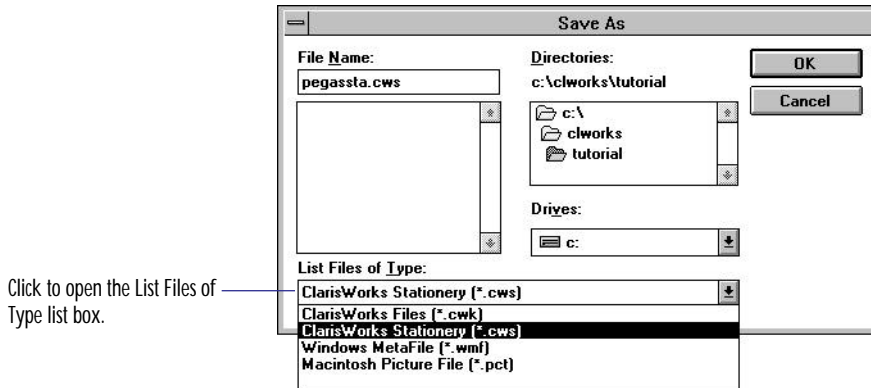 Save As
File Name:
pegassta.cws
Directories:
c:\clworks\tutorial
c:\
clworks
tutorial
OK
Cancel
Drives:
c:
List Files of Type:
ClarisWorks Stationery (*.cws)
ClarisWorks Files (*.cwk)
ClarisWorks Stationery (*.cws)
Windows MetaFile (*.wmf)
Macintosh Picture File (*.pct)
Click to open the List Files of
Type list box.